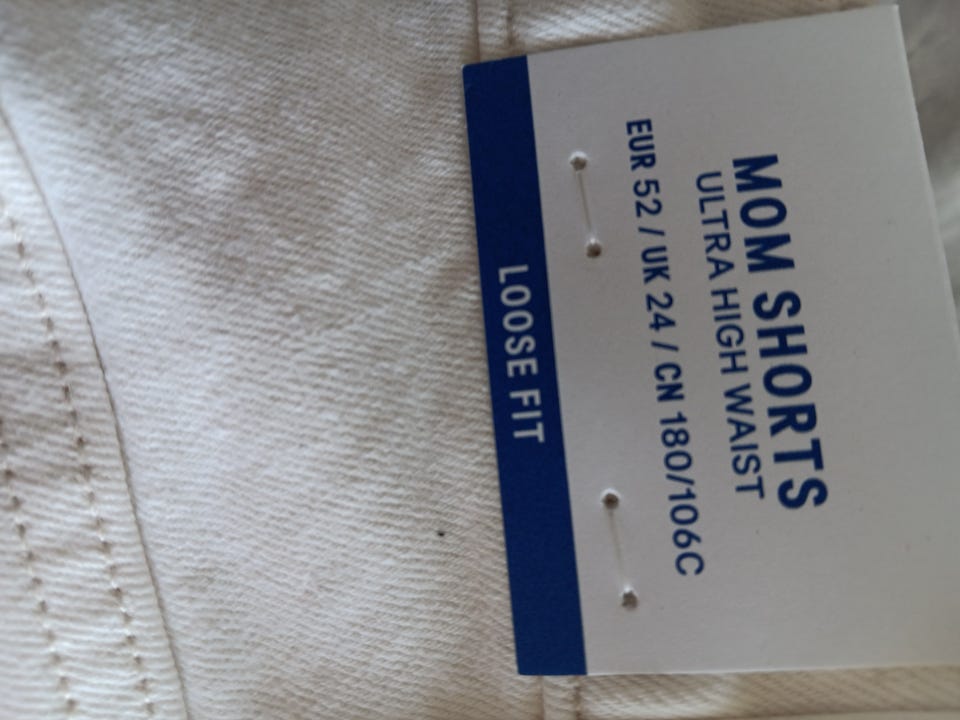 MOM SHORTS
ULTRA HIGH WAIST
EUR 52 / UK 24 / CN 180/106C
LOOSE FIT